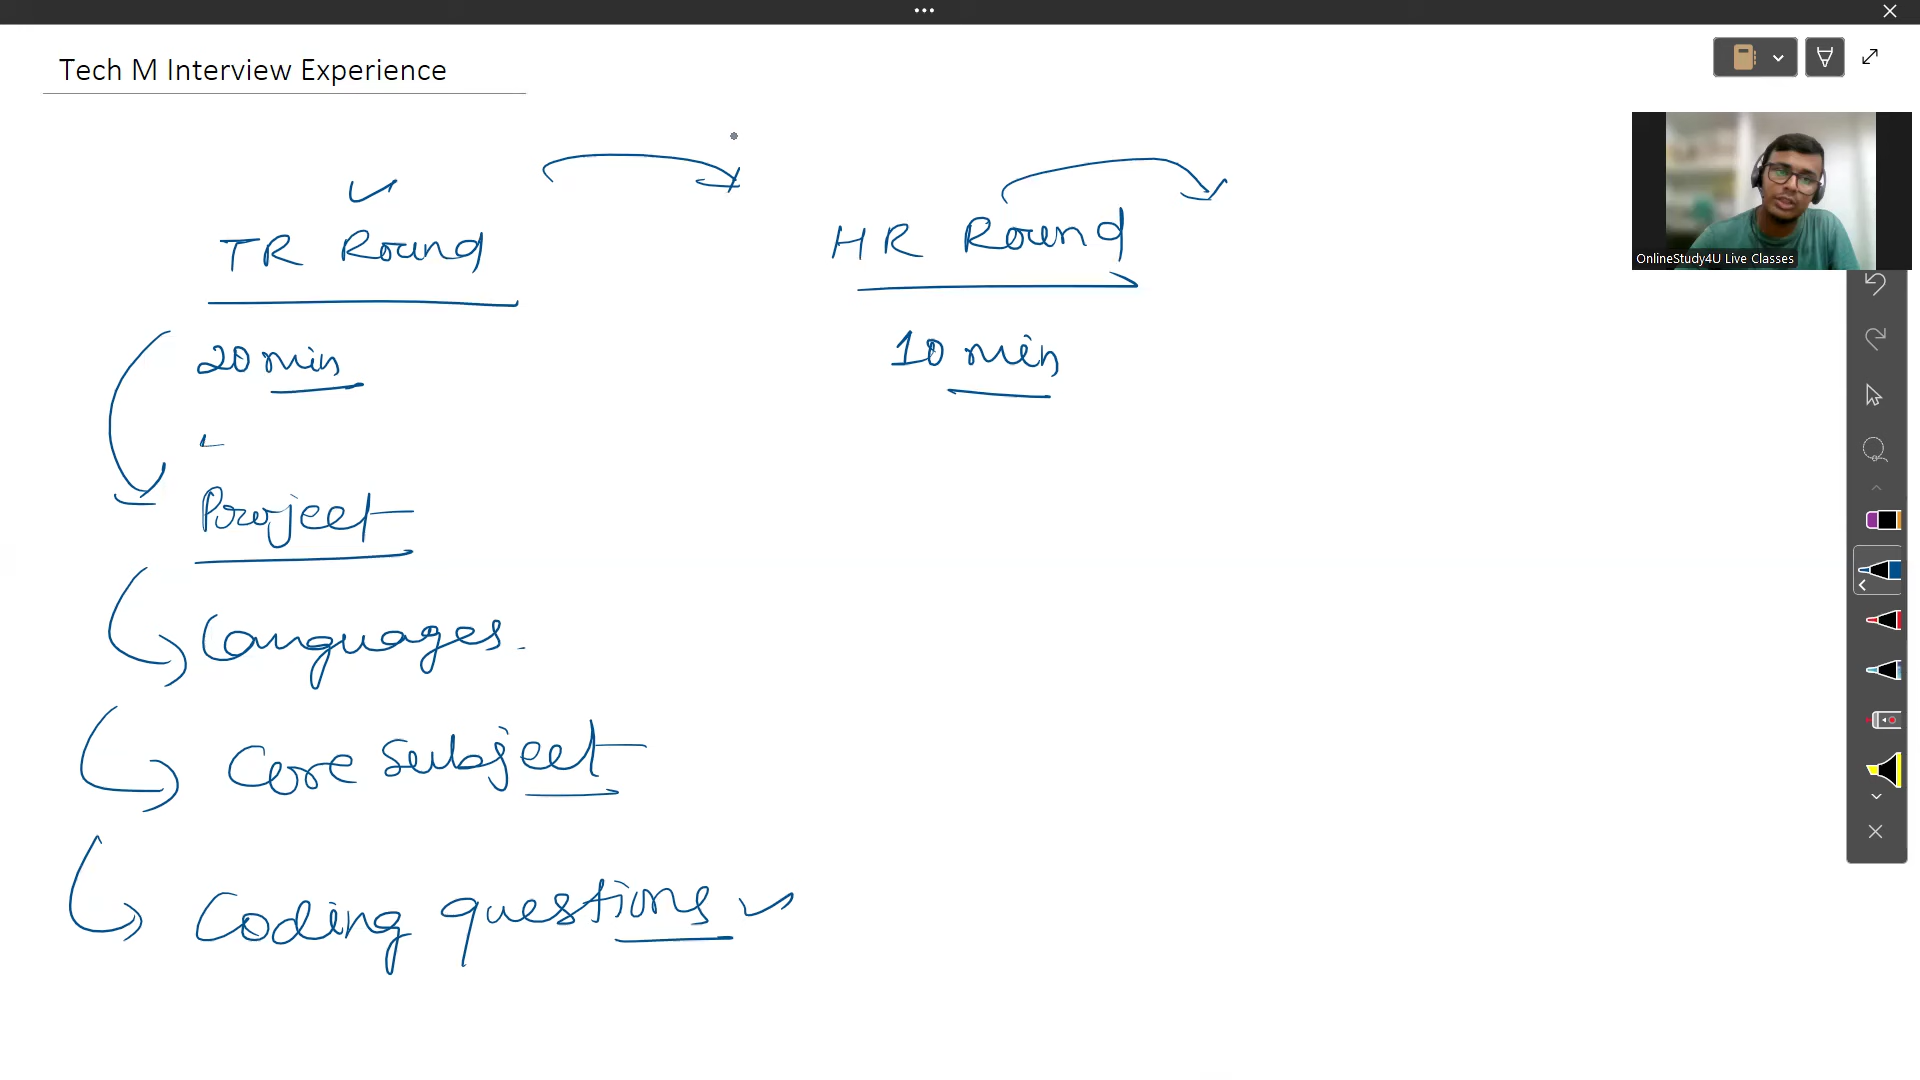 Tech M Interview Experience
OnlineStudy4U Live Classes
TR Round
HR Round
20 min
10 min
Project
Languages.
Core Subject
Coding questions